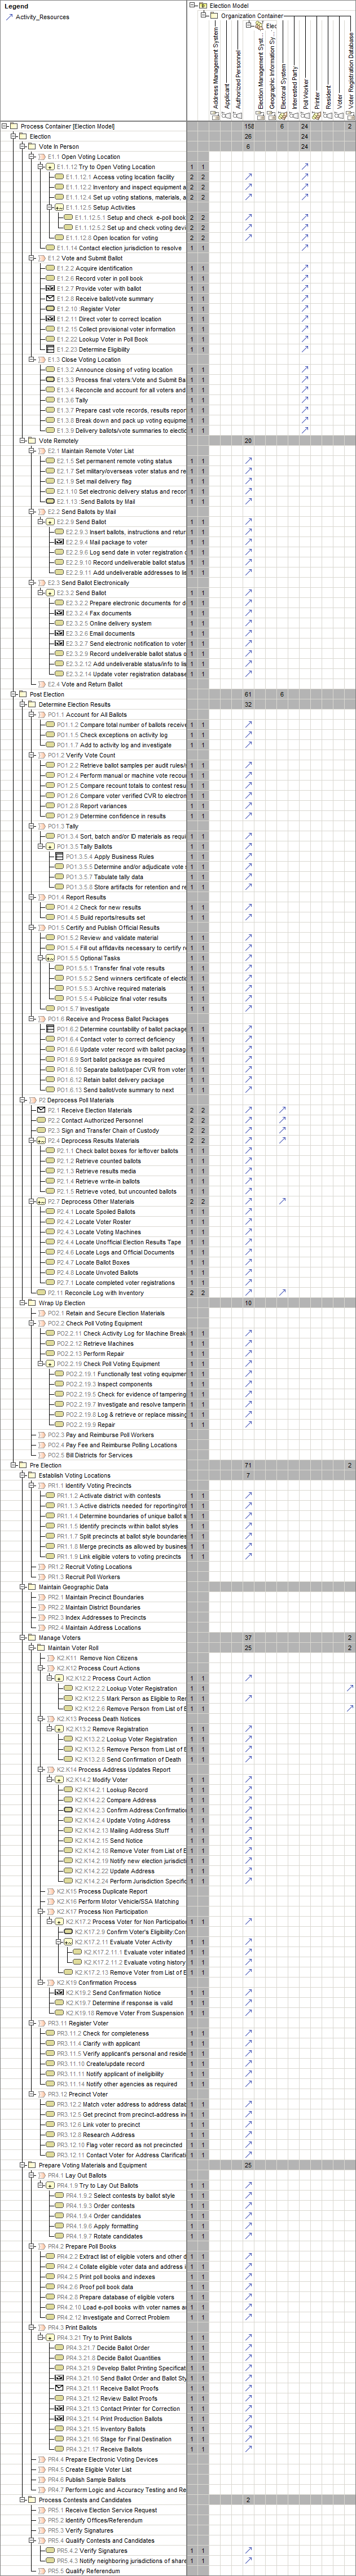 Legend
Activity_Resources
Election Model
Organization Container
Address Management System
Applicant
Authorized Personnel
Election Management Syst...
Geographic Information Sy...
Electoral System
Interested Party
Poll Worker
Printer
Resident
Voter
Voter Registration Database
Process Container [Election Model] 158 6 24 2
Election 26 24
Vote In Person 6 24
E1.1 Open Voting Location
E1.1.12 Try to Open Voting Location 1 1
E1.1.12.1 Access voting location facility 2 2
E1.1.12.2 Inventory and inspect equipment a 2 2
E1.1.12.4 Set up voting stations, materials, a 2 2
E1.1.12.5 Setup Activities
E1.1.12.5.1 Setup and check e-poll book 2 2
E1.1.12.5.2 Set up and check voting devi 2 2
E1.1.12.8 Open location for voting 2 2
E1.1.14 Contact election jurisdiction to resolve 1 1
E1.2 Vote and Submit Ballot
E1.2.2 Acquire identification 1 1
E1.2.6 Record voter in poll book 1 1
E1.2.7 Provide voter with ballot 1 1
E1.2.8 Receive ballot/vote summary 1 1
E1.2.10 :Register Voter 1 1
E1.2.11 Direct voter to correct location 1 1
E1.2.15 Collect provisional voter information 1 1
E1.2.22 Lookup Voter in Poll Book 1 1
E1.2.23 Determine Eligibility 1 1
E1.3 Close Voting Location
E1.3.2 Announce closing of voting location 1 1
E1.3.3 Process final voters:Vote and Submit Ba 1 1
E1.3.4 Reconcile and account for all voters and 1 1
E1.3.6 Tally 1 1
E1.3.7 Prepare cast vote records, results repor 1 1
E1.3.8 Break down and pack up voting equipme 1 1
E1.3.9 Delivery ballots/vote summaries to electi 1 1
Vote Remotely 20
E2.1 Maintain Remote Voter List
E2.1.5 Set permanent remote voting status 1 1
E2.1.7 Set military/overseas voter status and re 1 1
E2.1.9 Set mail delivery flag 1 1
E2.1.10 Set electronic delivery status and recor 1 1
E2.1.13 :Send Ballots by Mail 1 1
E2.2 Send Ballots by Mail
E2.2.9 Send Ballot 1 1
E2.2.9.3 Insert ballots, instructions and retur 1 1
E2.2.9.4 Mail package to voter 1 1
E2.2.9.6 Log send date in voter registration 1 1
E2.2.9.10 Record undeliverable ballot status 1 1
E2.2.9.11 Add undeliverable addresses to lis 1 1
E2.3 Send Ballot Electronically
E2.3.2 Send Ballot 1 1
E2.3.2.2 Prepare electronic documents for d 1 1
E2.3.2.4 Fax documents 1 1
E2.3.2.5 Online delivery system 1 1
E2.3.2.6 Email documents 1 1
E2.3.2.7 Send electronic notification to voter 1 1
E2.3.2.9 Record undeliverable ballot status o 1 1
E2.3.2.12 Add undeliverable status/info to lis 1 1
E2.3.2.14 Update voter registration database 1 1
E2.4 Vote and Return Ballot
Post Election 61 6
Determine Election Results 32
PO1.1 Account for All Ballots
PO1.1.2 Compare total number of ballots receiv 1 1
PO1.1.5 Check exceptions on activity log 1 1
PO1.1.7 Add to activity log and investigate 1 1
PO1.2 Verify Vote Count
PO1.2.2 Retrieve ballot samples per audit rules/ 1 1
PO1.2.4 Perform manual or machine vote recou 1 1
PO1.2.5 Compare recount totals to contest resu 1 1
PO1.2.6 Compare voter verified CVR to electron 1 1
PO1.2.8 Report variances 1 1
PO1.2.9 Determine confidence in results 1 1
PO1.3 Tally
PO1.3.4 Sort, batch and/or ID materials as requi 1 1
PO1.3.5 Tally Ballots 1 1
PO1.3.5.4 Apply Business Rules 1 1
PO1.3.5.5 Determine and/or adjudicate vote s 1 1
PO1.3.5.7 Tabulate tally data 1 1
PO1.3.5.8 Store artifacts for retention and re 1 1
PO1.4 Report Results
PO1.4.2 Check for new results 1 1
PO1.4.5 Build reports/results set 1 1
PO1.5 Certify and Publish Official Results
PO1.5.2 Review and validate material 1 1
PO1.5.4 Fill out affidavits necessary to certify r 1 1
PO1.5.5 Optional Tasks 1 1
PO1.5.5.1 Transfer final vote results 1 1
PO1.5.5.2 Send winners certificate of electi 1 1
PO1.5.5.3 Archive required materials 1 1
PO1.5.5.4 Publicize final voter results 1 1
PO1.5.7 Investigate 1 1
PO1.6 Receive and Process Ballot Packages
PO1.6.2 Determine countability of ballot package 1 1
PO1.6.4 Contact voter to correct deficiency 1 1
PO1.6.6 Update voter record with ballot packag 1 1
PO1.6.9 Sort ballot package as required 1 1
PO1.6.10 Separate ballot/paper CVR from voter 1 1
PO1.6.12 Retain ballot delivery package 1 1
PO1.6.13 Send ballot/vote summary to next 1 1
P2 Deprocess Poll Materials
P2.1 Receive Election Materials 2 2
P2.2 Contact Authorized Personnel 2 2
P2.3 Sign and Transfer Chain of Custody 2 2
P2.4 Deprocess Results Materials 2 2
P2.1.1 Check ballot boxes for leftover ballots 1 1
P2.1.2 Retrieve counted ballots 1 1
P2.1.3 Retrieve results media 1 1
P2.1.4 Retrieve write-in ballots 1 1
P2.1.5 Retrieve voted, but uncounted ballots 1 1
P2.7 Deprocess Other Materials 2 2
P2.4.1 Locate Spoiled Ballots 1 1
P2.4.2 Locate Voter Roster 1 1
P2.4.3 Locate Voting Machines 1 1
P2.4.4 Locate Unofficial Election Results Tape 1 1
P2.4.6 Locate Logs and Official Documents 1 1
P2.4.7 Locate Ballot Boxes 1 1
P2.4.8 Locate Unvoted Ballots 1 1
P2.7.1 Locate completed voter registrations 1 1
P2.11 Reconcile Log with Inventory 2 2
Wrap Up Election 10
PO2.1 Retain and Secure Election Materials
PO2.2 Check Poll Voting Equipment
PO2.2.11 Check Activity Log for Machine Break 1 1
PO2.2.12 Retrieve Machines 1 1
PO2.2.13 Perform Repair 1 1
PO2.2.19 Check Poll Voting Equipment 1 1
PO2.2.19.1 Functionally test voting equipmen 1 1
PO2.2.19.3 Inspect components 1 1
PO2.2.19.5 Check for evidence of tampering 1 1
PO2.2.19.7 Investigate and resolve tamperin 1 1
PO2.2.19.8 Log & retrieve or replace missing 1 1
PO2.2.19.9 Repair 1 1
PO2.3 Pay and Reimburse Poll Workers
PO2.4 Pay Fee and Reimburse Polling Locations
PO2.5 Bill Districts for Services
Pre Election 71 2
Establish Voting Locations 7
PR1.1 Identify Voting Precincts
PR1.1.2 Activate district with contests 1 1
PR1.1.3 Active districts needed for reporting/rot 1 1
PR1.1.4 Determine boundaries of unique ballot s 1 1
PR1.1.5 Identify precincts within ballot styles 1 1
PR1.1.7 Split precincts at ballot style boundaries 1 1
PR1.1.8 Merge precincts as allowed by business 1 1
PR1.1.9 Link eligible voters to voting precincts 1 1
PR1.2 Recruit Voting Locations
PR1.3 Recruit Poll Workers
Maintain Geographic Data
PR2.1 Maintain Precinct Boundaries
PR2.2 Maintain District Boundaries
PR2.3 Index Addresses to Precincts
PR2.4 Maintain Address Locations
Manage Voters 37 2
Maintain Voter Roll 25 2
K2.K11 Remove Non Citizens
K2.K12 Process Court Actions
K2.K12.2 Process Court Action 1 1
K2.K12.2.2 Lookup Voter Registration 1 1
K2.K12.2.5 Mark Person as Eligible to Re 1 1
K2.K12.2.6 Remove Person from List of E 1 1
K2.K13 Process Death Notices
K2.K13.2 Remove Registration 1 1
K2.K13.2.2 Lookup Voter Registration 1 1
K2.K13.2.5 Remove Person from List of E 1 1
K2.K13.2.8 Send Confirmation of Death 1 1
K2.K14 Process Address Updates Report
K2.K14.2 Modify Voter 1 1
K2.K14.2.1 Lookup Record 1 1
K2.K14.2.2 Compare Address 1 1
K2.K14.2.3 Confirm Address:Confirmation 1 1
K2.K14.2.4 Update Voting Address 1 1
K2.K14.2.13 Mailing Address Stuff 1 1
K2.K14.2.15 Send Notice 1 1
K2.K14.2.18 Remove Voter from List of E 1 1
K2.K14.2.19 Notify new election jurisdicti 1 1
K2.K14.2.22 Update Address 1 1
K2.K14.2.24 Perform Jurisdiction Specific 1 1
K2.K15 Process Duplicate Report
K2.K16 Perform Motor Vehicle/SSA Matching
K2.K17 Process Non Participation
K2.K17.2 Process Voter for Non Participatio 1 1
K2.K17.2.9 Confirm Voter's Eligibility:Con 1 1
K2.K17.2.11 Evaluate Voter Activity 1 1
K2.K17.2.11.1 Evaluate voter initiated 1 1
K2.K17.2.11.2 Evaluate voting history 1 1
K2.K17.2.13 Remove Voter from List of E 1 1
K2.K19 Confirmation Process
K2.K19.2 Send Confirmation Notice 1 1
K2.K19.7 Determine if response is valid 1 1
K2.K19.18 Remove Voter From Suspension 1 1
PR3.11 Register Voter
PR3.11.2 Check for completeness 1 1
PR3.11.4 Clarify with applicant 1 1
PR3.11.5 Verify applicant's personal and reside 1 1
PR3.11.10 Create/update record 1 1
PR3.11.11 Notify applicant of ineligibility 1 1
PR3.11.14 Notify other agencies as required 1 1
PR3.12 Precinct Voter
PR3.12.2 Match voter address to address datab 1 1
PR3.12.5 Get precinct from precinct-address in 1 1
PR3.12.6 Link voter to precinct 1 1
PR3.12.8 Research Address 1 1
PR3.12.10 Flag voter record as not precincted 1 1
PR3.12.11 Contact Voter for Address Clarificati 1 1
Prepare Voting Materials and Equipment 25
PR4.1 Lay Out Ballots
PR4.1.9 Try to Lay Out Ballots 1 1
PR4.1.9.2 Select contests by ballot style 1 1
PR4.1.9.3 Order contests 1 1
PR4.1.9.4 Order candidates 1 1
PR4.1.9.6 Apply formatting 1 1
PR4.1.9.7 Rotate candidates 1 1
PR4.2 Prepare Poll Books
PR4.2.2 Extract list of eligible voters and other d 1 1
PR4.2.4 Collate eligible voter data and address i 1 1
PR4.2.5 Print poll books and indexes 1 1
PR4.2.6 Proof poll book data 1 1
PR4.2.8 Prepare database of eligible voters 1 1
PR4.2.10 Load e-poll books with voter names a 1 1
PR4.2.12 Investigate and Correct Problem 1 1
PR4.3 Print Ballots
PR4.3.21 Try to Print Ballots 1 1
PR4.3.21.7 Decide Ballot Order 1 1
PR4.3.21.8 Decide Ballot Quantities 1 1
PR4.3.21.9 Develop Ballot Printing Specificat 1 1
PR4.3.21.10 Send Ballot Order and Ballot Sty 1 1
PR4.3.21.11 Receive Ballot Proofs 1 1
PR4.3.21.12 Review Ballot Proofs 1 1
PR4.3.21.13 Contact Printer for Correction 1 1
PR4.3.21.14 Print Production Ballots 1 1
PR4.3.21.15 Inventory Ballots 1 1
PR4.3.21.16 Stage for Final Destination 1 1
PR4.3.21.17 Receive Ballots 1 1
PR4.4 Prepare Electronic Voting Devices
PR4.5 Create Eligible Voter List
PR4.6 Publish Sample Ballots
PR4.7 Perform Logic and Accuracy Testing and Re
Process Contests and Candidates 2
PR5.1 Receive Election Service Request
PR5.2 Identify Offices/Referendum
PR5.3 Verify Signatures
PR5.4 Qualify Contests and Candidates
PR5.4.2 Verify Signatures 1 1
PR5.4.3 Notify neighboring jurisdictions of shar 1 1
PR5.5 Qualify Referendum